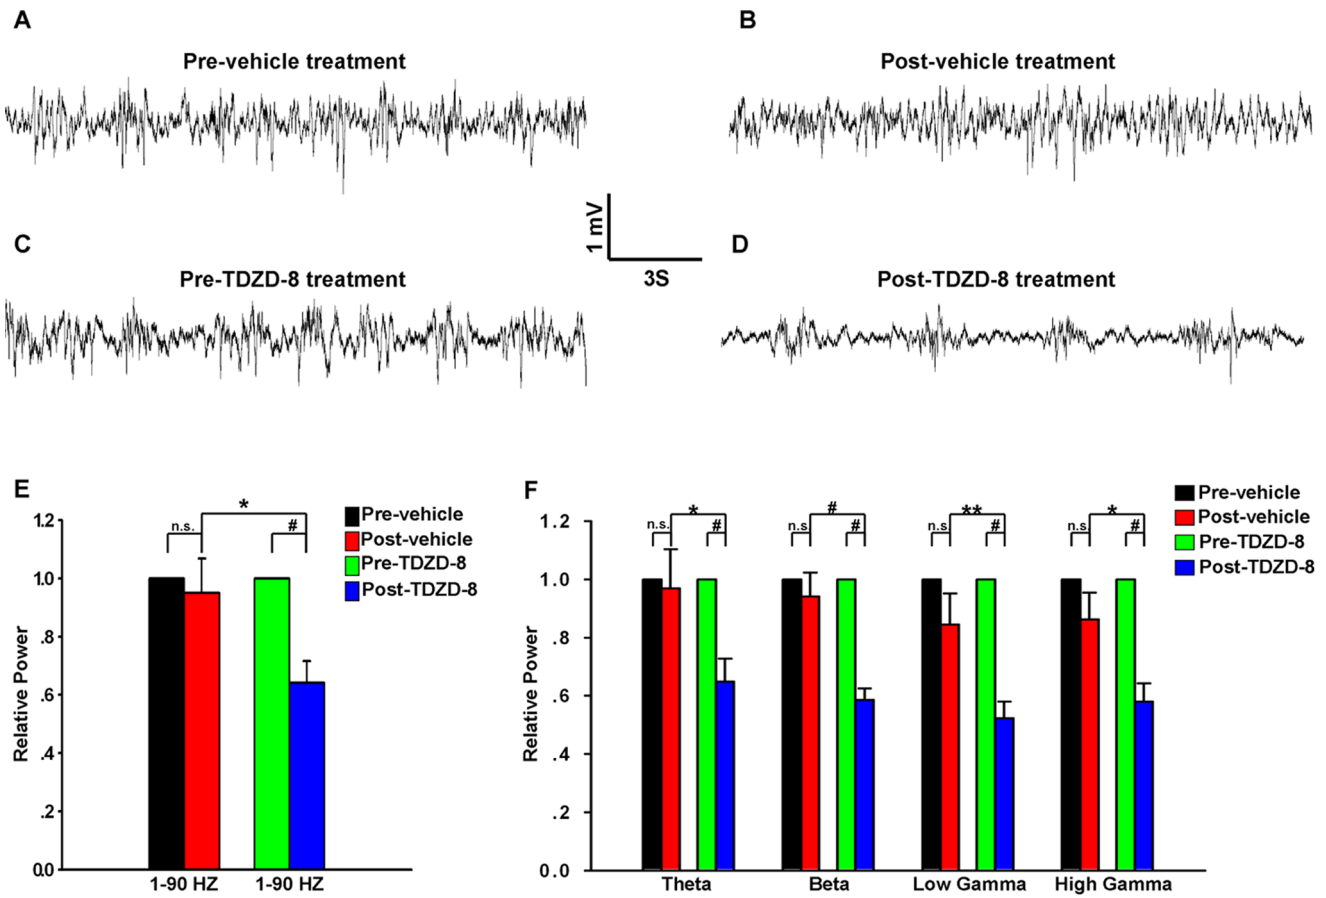 A
B
Pre-vehicle treatment
Post-vehicle treatment
1 mV
3S
C
D
Pre-TDZD-8 treatment
Post-TDZD-8 treatment
E
*
n.s.
#
Pre-vehicle
Post-vehicle
Pre-TDZD-8
Post-TDZD-8
Relative Power
1.2
1.0
.8
.6
.4
.2
0.0
1-90 HZ
1-90 HZ
F
Pre-vehicle
Post-vehicle
Pre-TDZD-8
Post-TDZD-8
* # ** *
n.s. # n.s # n.s # n.s. #
Relative Power
1.2
1.0
.8
.6
.4
.2
0.0
Theta Beta Low Gamma High Gamma